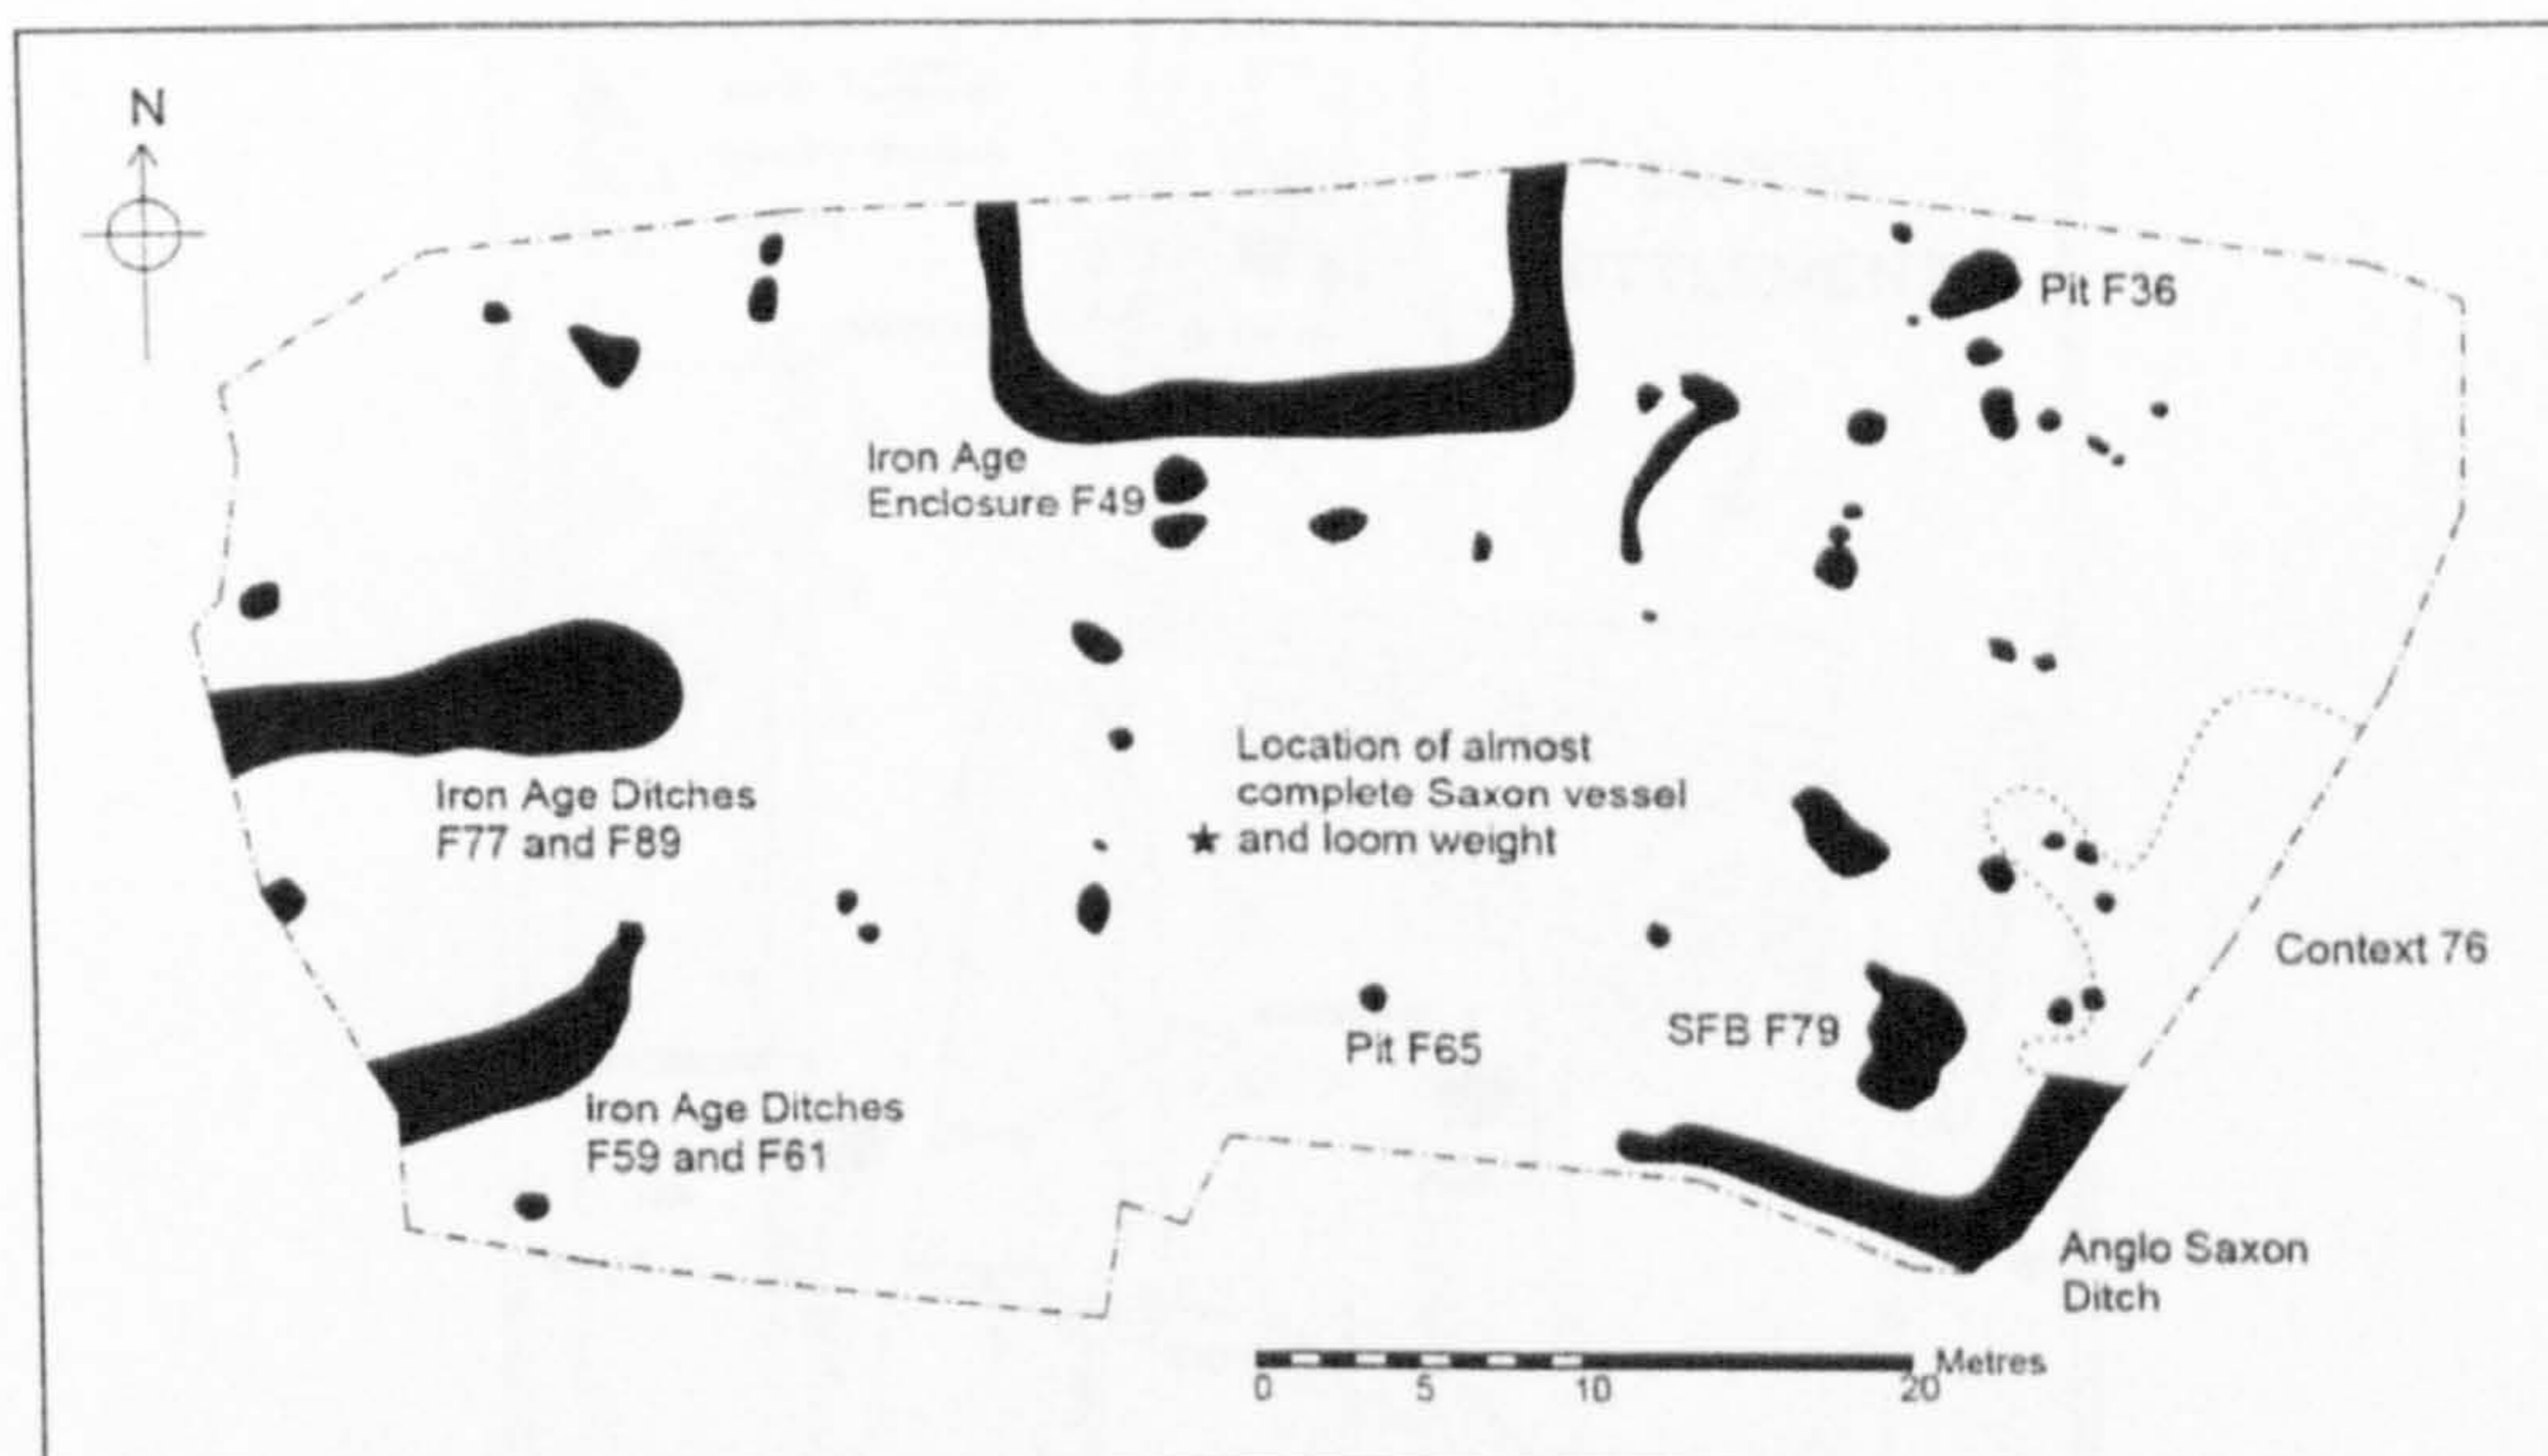 N
Pit F36
Iron Age
Enclosure F49
Location of almost
complete Saxon vessel
and loom weight
Iron Age Ditches
F77 and F89
Context 76
SFB F79
Pit F65
Iron Age Ditches
F59 and F61
Anglo Saxon
Ditch
Metres
0 5 10 20